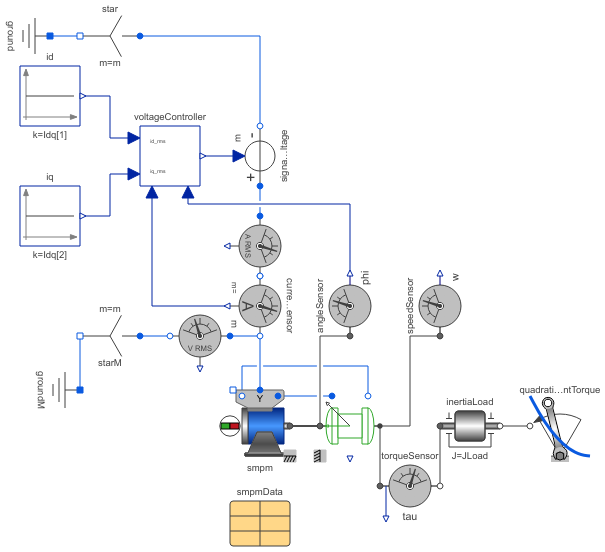 star
ground
m=m
id
k=Idq[1]
voltageController
id_rms
iq_rms
m
-
+
signa...ltage
iq
k=Idq[2]
A RMS
m=
curre...ensor
A
angleSensor
phi
speedSensor
w
m=m
starM
V RMS
m
groundM
Y
smpm
inertiaLoad
J=JLoad
quadrati...ntTorque
torqueSensor
tau
smpmData